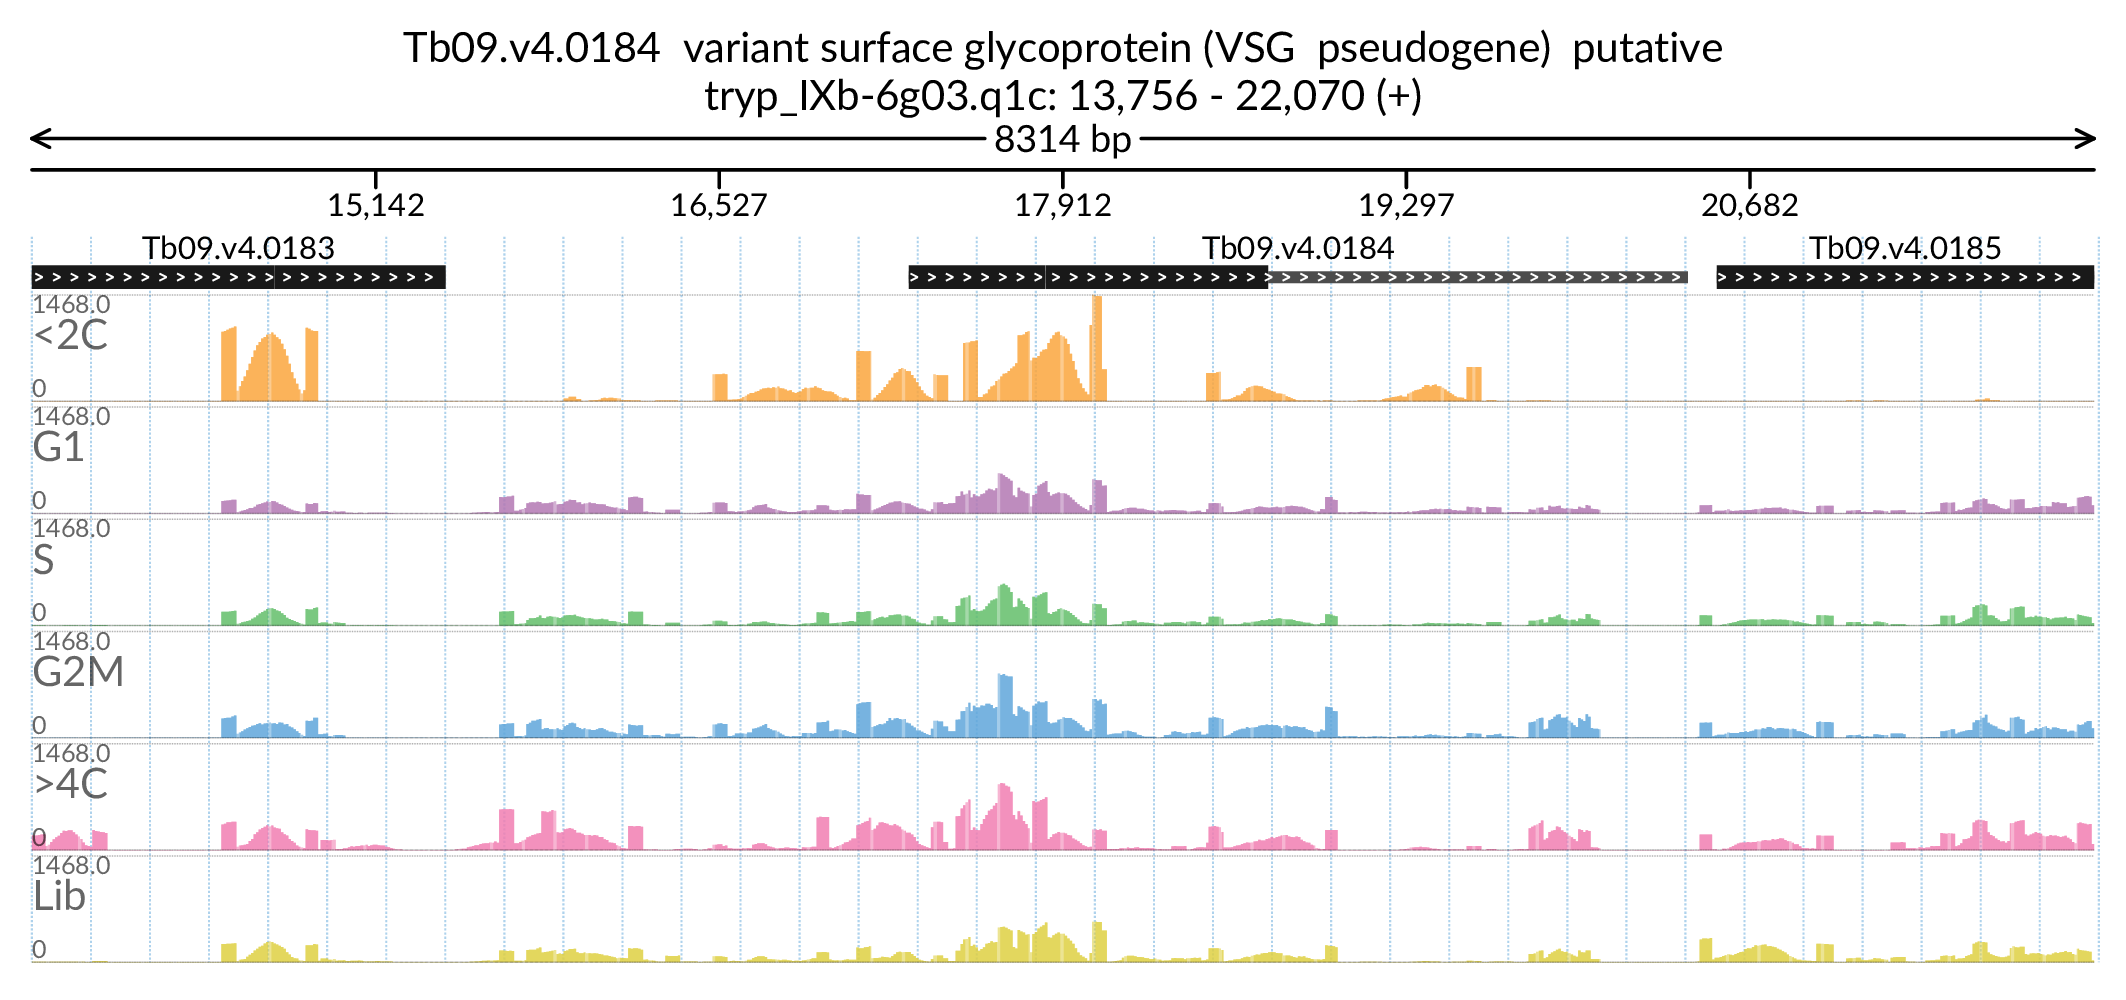 Tb09.v4.0184  variant surface glycoprotein (VSG  pseudogene)  putative
tryp_IXb-6g03.q1c: 13,756 - 22,070 (+)
8314 bp
15,142 16,527 17,912 19,297 20,682
Tb09.v4.0183 Tb09.v4.0184 Tb09.v4.0185
1468.0
<2C
0
1468.0
G1
0
1468.0
S
0
1468.0
G2M
0
1468.0
>4C
0
1468.0
Lib
0